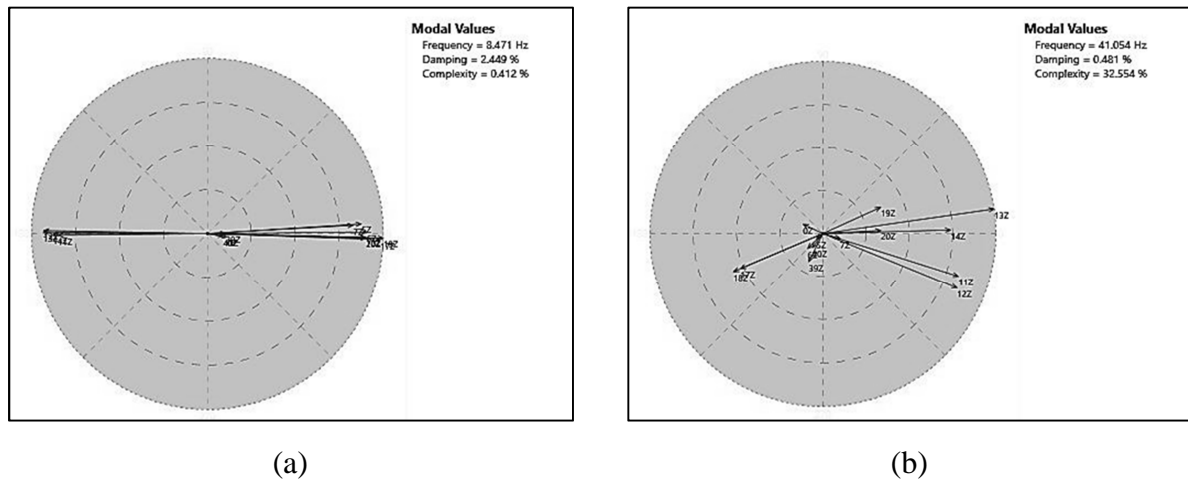 Modal Values
Frequency = 8.471 Hz
Damping = 2.449 %
Complexity = 0.412 %
Modal Values
Frequency = 41.054 Hz
Damping = 0.481 %
Complexity = 32.554 %
19Z
13Z
20Z
14Z
7Z
39Z
18Z
11Z
12Z
(a)
(b)